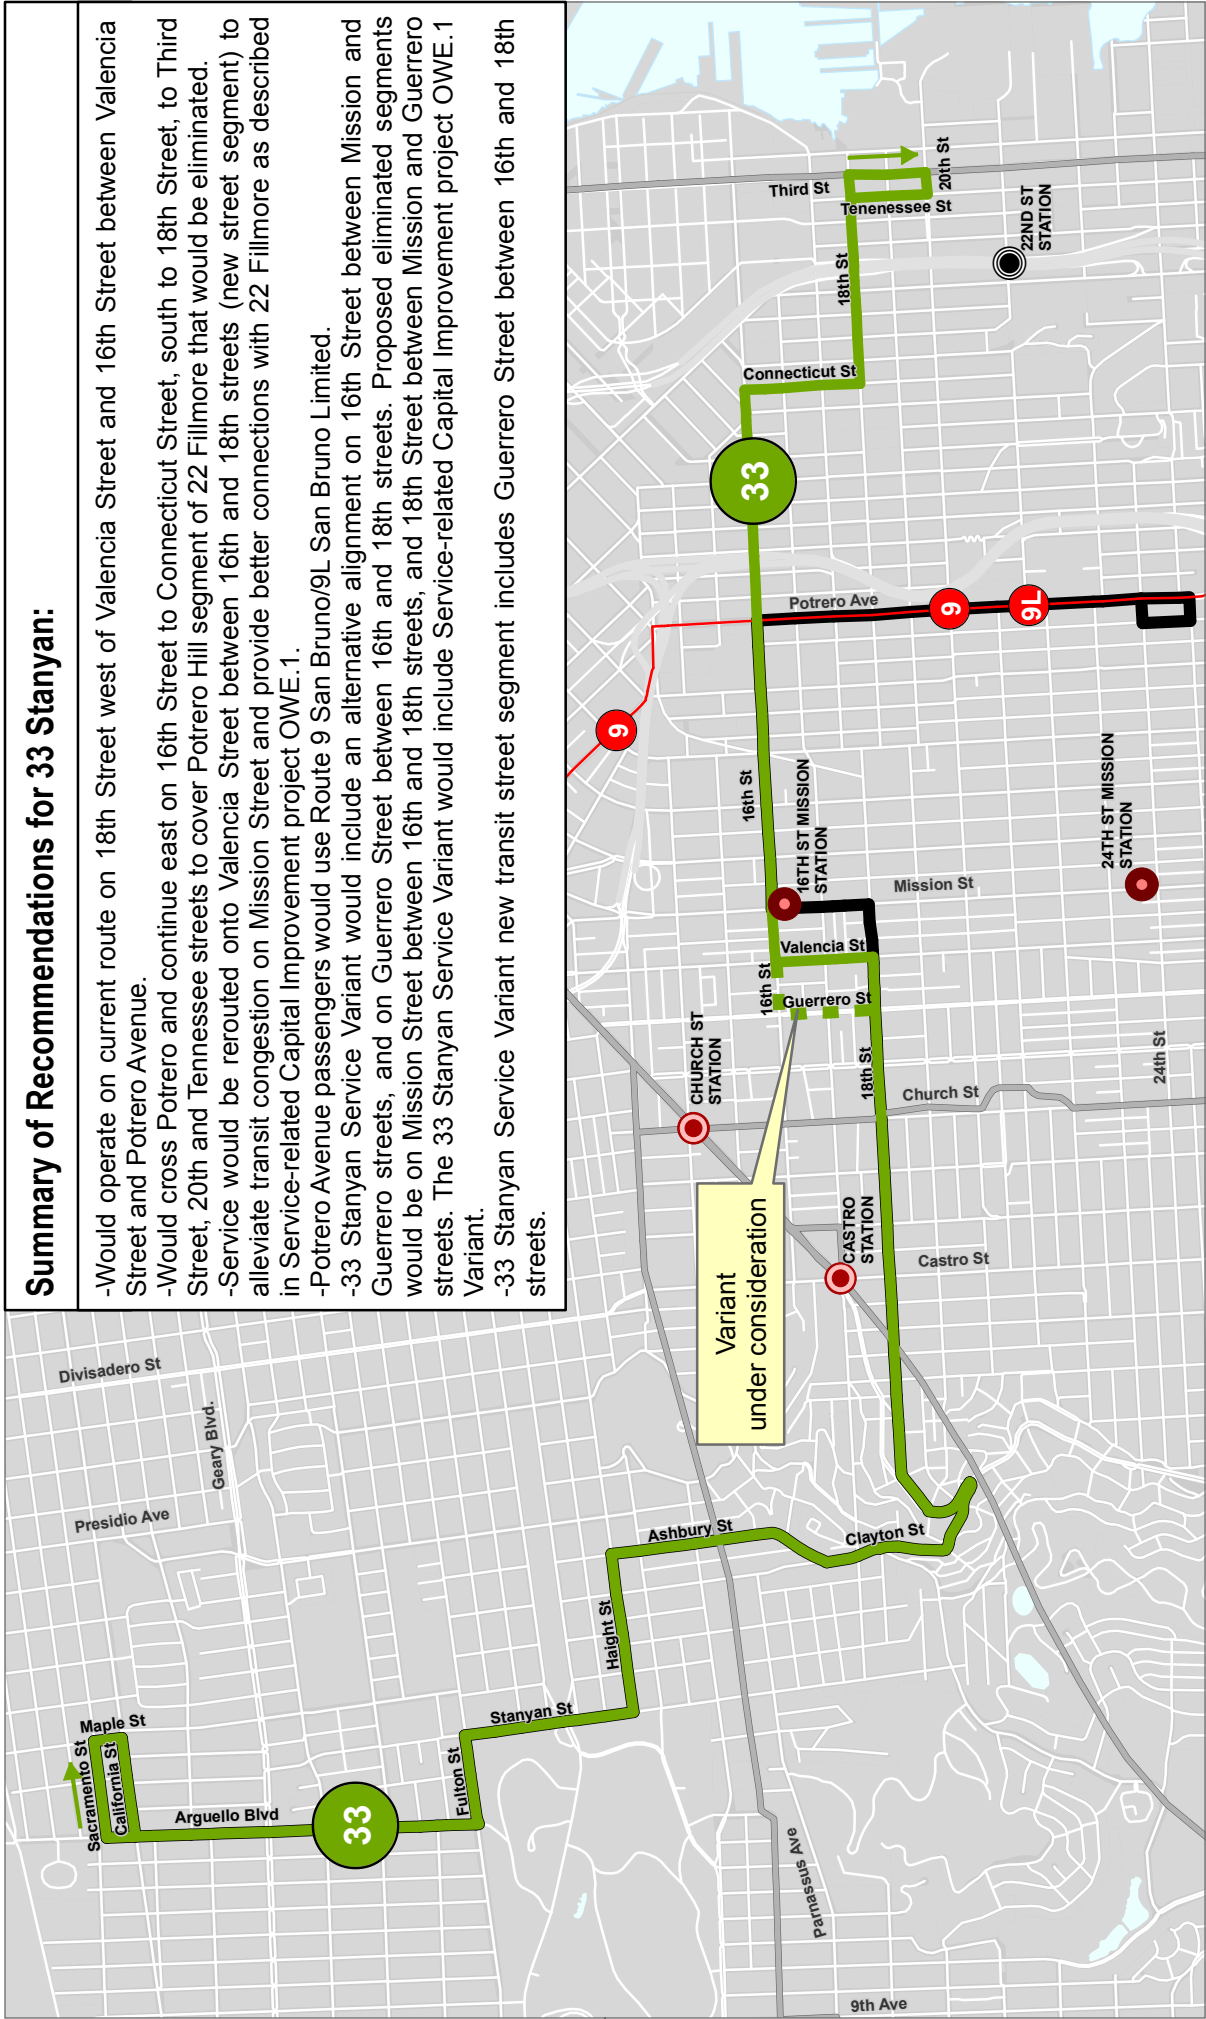 Summary of Recommendations for 33 Stanyan:
-Would operate on current route on 18th Street west of Valencia Street and 16th Street between Valencia
Street and Potrero Avenue.
-Would cross Potrero and continue east on 16th Street to Connecticut Street, south to 18th Street, to Third
Street, 20th and Tennessee streets to cover Potrero Hill segment of 22 Fillmore that would be eliminated.
-Service would be rerouted onto Valencia Street between 16th and 18th streets (new street segment) to
alleviate transit congestion on Mission Street and provide better connections with 22 Fillmore as described
in Service-related Capital Improvement project OWE.1.
-Potrero Avenue passengers would use Route 9 San Bruno/9L San Bruno Limited.
-33 Stanyan Service Variant would include an alternative alignment on 16th Street between Mission and
Guerrero streets, and on Guerrero Street between 16th and 18th streets. Proposed eliminated segments
would be on Mission Street between 16th and 18th streets, and 18th Street between Mission and Guerrero
streets. The 33 Stanyan Service Variant would include Service-related Capital Improvement project OWE.1
Variant.
-33 Stanyan Service Variant new transit street segment includes Guerrero Street between 16th and 18th
streets.
Sacramento St
Maple St
California St
Arguello Blvd
33
Fulton St
Stanyan St
Haight St
Ashbury St
Clayton St
Presidio Ave
Divisadero St
Geary Blvd.
Parnassus Ave
9th Ave
Variant
under consideration
CASTRO
STATION
Castro St
CHURCH ST
STATION
Church St
18th St
24th St
16th St
Guerrero St
Valencia St
16TH ST MISSION
STATION
Mission St
24TH ST MISSION
STATION
16th St
9
Potrero Ave
9
9L
33
Connecticut St
18th St
Third St
Tenenessee St
20th St
22ND ST
STATION